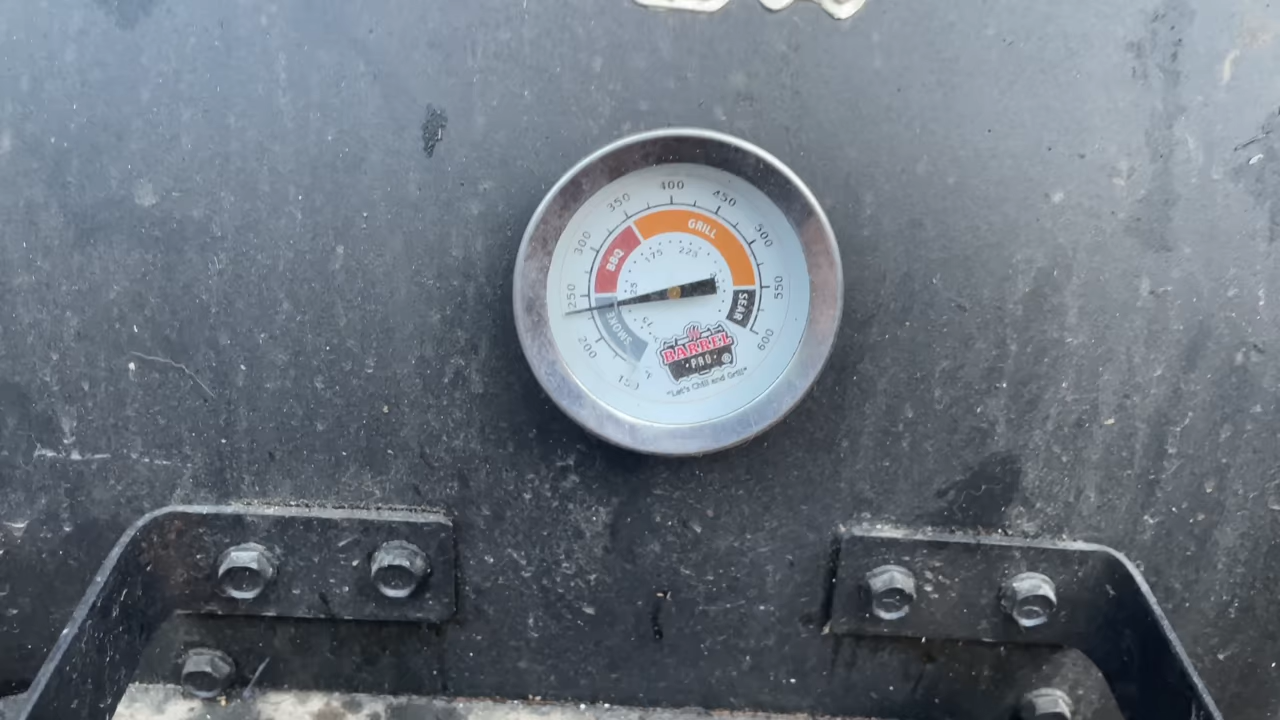 400
350
450
300
500
GRILL
BBQ
175
225
250
550
25
SEAR
SMOKE
200
600
BARREL
PRO
"Let's Chill and Grill"